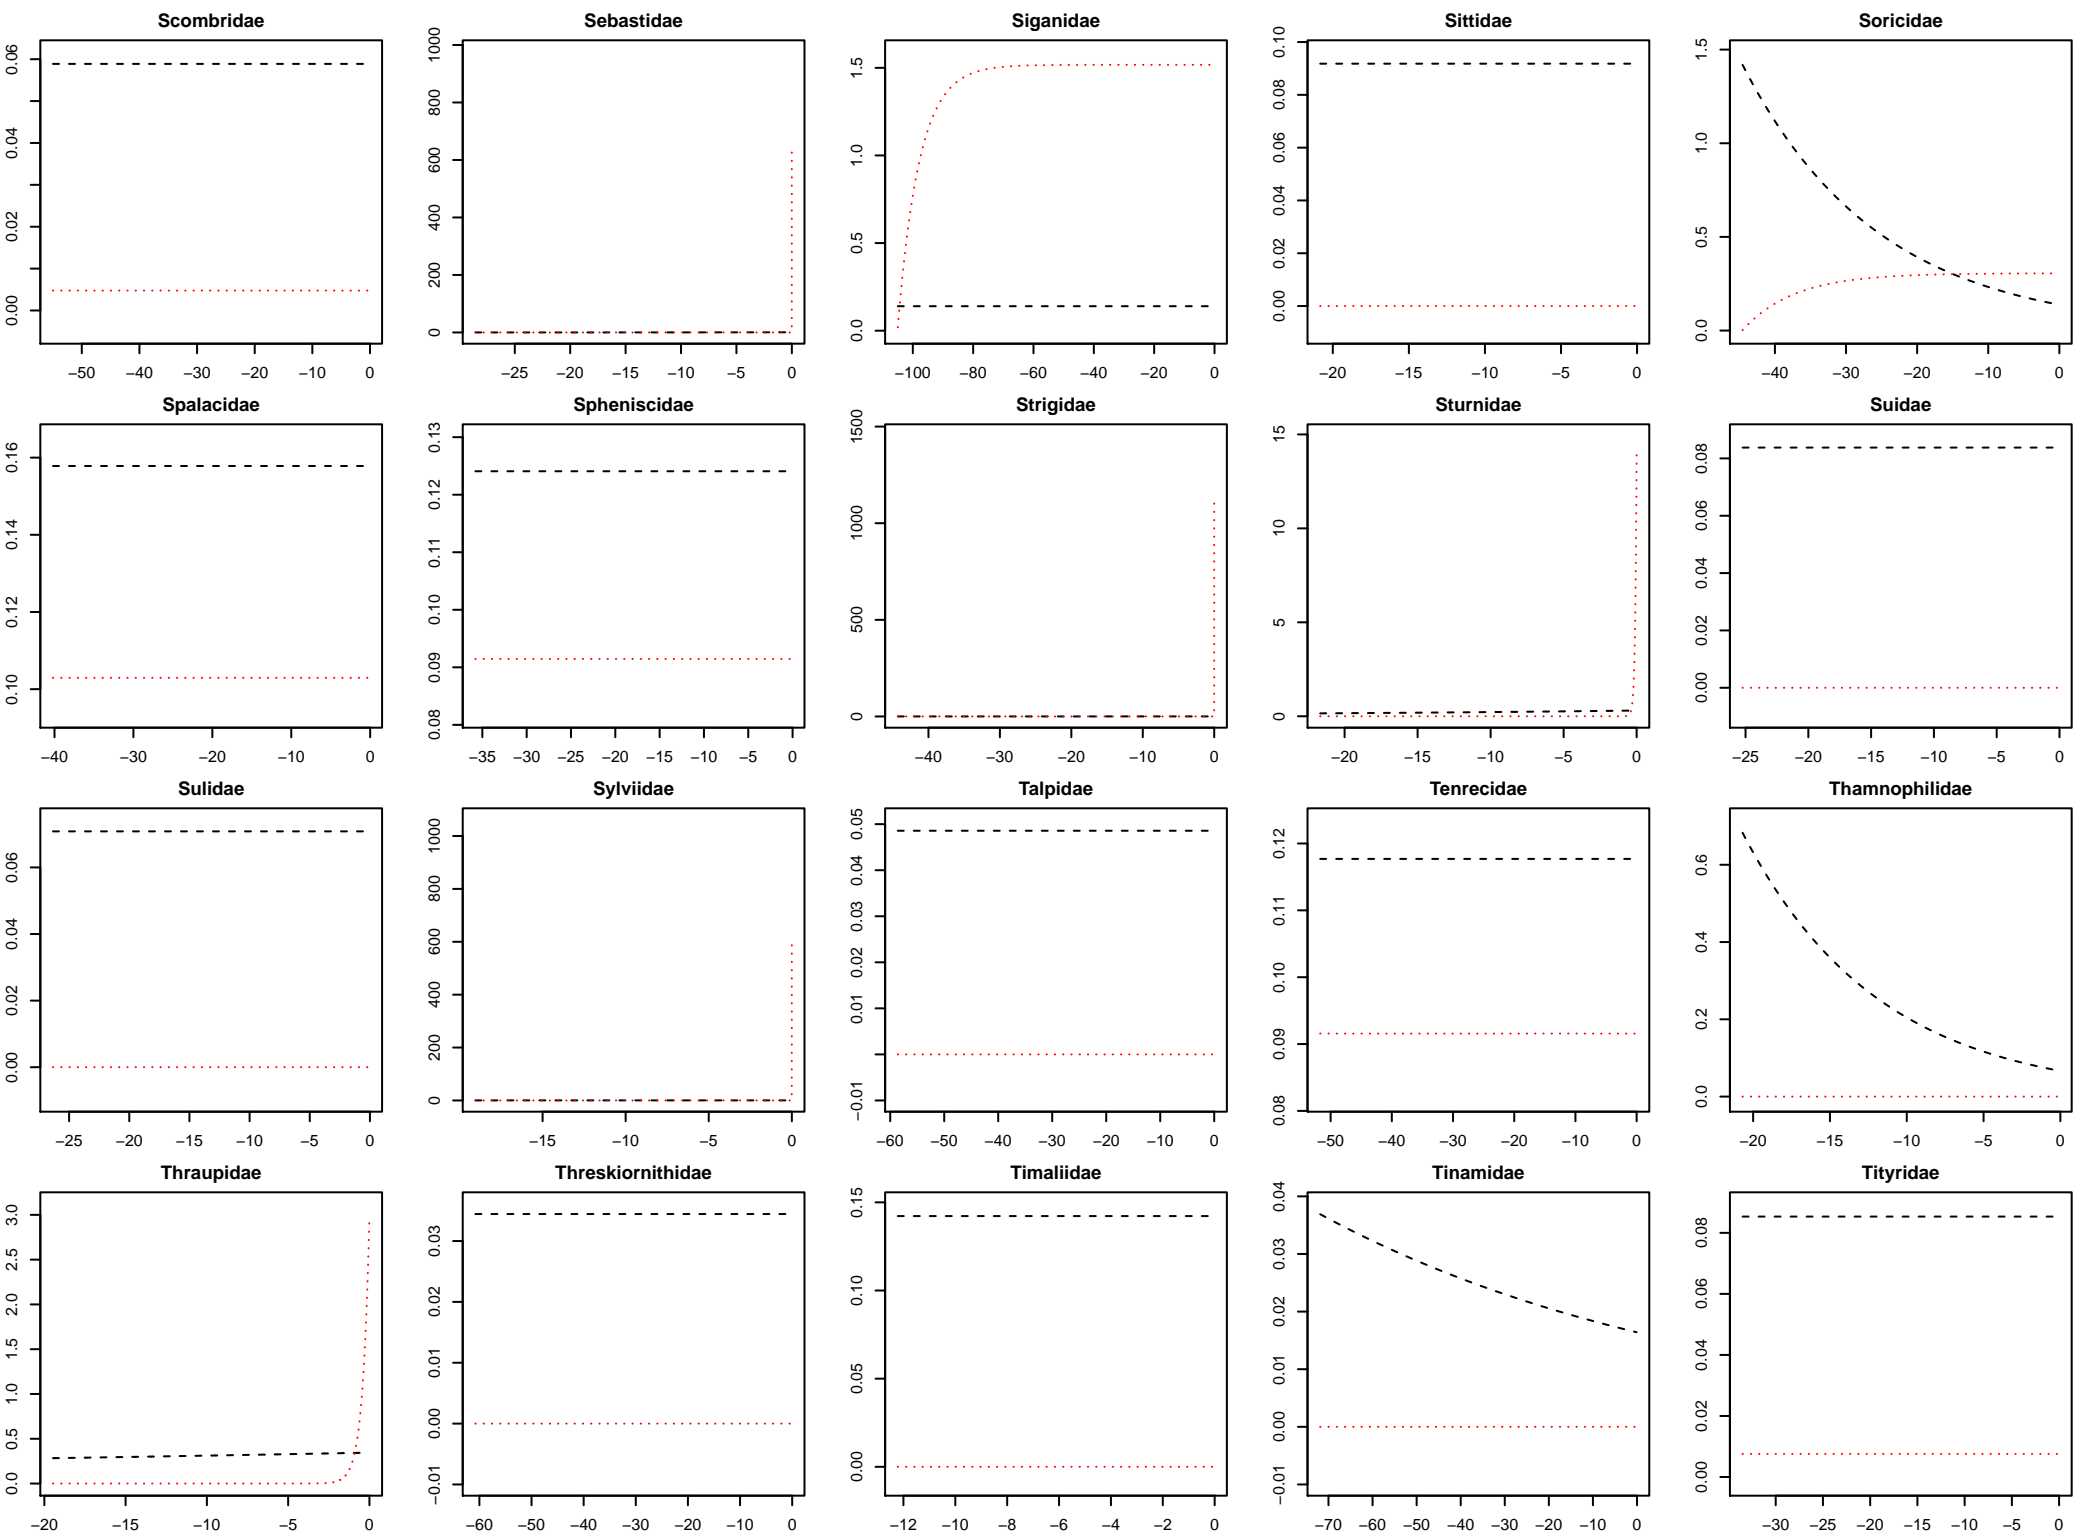 Scombridae
0.00 0.02 0.04 0.06
−50 −40 −30 −20 −10 0
Sebastidae
0 200 400 600 800 1000
−25 −20 −15 −10 −5 0
Siganidae
0.0 0.5 1.0 1.5
−100 −80 −60 −40 −20 0
Sittidae
0.00 0.02 0.04 0.06 0.08 0.10
−20 −15 −10 −5 0
Soricidae
0.0 0.5 1.0 1.5
−40 −30 −20 −10 0
Spalacidae
0.10 0.12 0.14 0.16
−40 −30 −20 −10 0
Spheniscidae
0.08 0.09 0.10 0.11 0.12 0.13
−35 −30 −25 −20 −15 −10 −5 0
Strigidae
0 500 1000 1500
−40 −30 −20 −10 0
Sturnidae
0 5 10 15
−20 −15 −10 −5 0
Suidae
0.00 0.02 0.04 0.06 0.08
−25 −20 −15 −10 −5 0
Sulidae
0.00 0.02 0.04 0.06
−25 −20 −15 −10 −5 0
Sylviidae
0 200 400 600 800 1000
−15 −10 −5 0
Talpidae
−0.01 0.01 0.02 0.03 0.04 0.05
−60 −50 −40 −30 −20 −10 0
Tenrecidae
0.08 0.09 0.10 0.11 0.12
−50 −40 −30 −20 −10 0
Thamnophilidae
0.0 0.2 0.4 0.6
−20 −15 −10 −5 0
Thraupidae
0.0 0.5 1.0 1.5 2.0 2.5 3.0
−20 −15 −10 −5 0
Threskiornithidae
−0.01 0.00 0.01 0.02 0.03
−60 −50 −40 −30 −20 −10 0
Timaliidae
0.00 0.05 0.10 0.15
−12 −10 −8 −6 −4 −2 0
Tinamidae
−0.01 0.00 0.01 0.02 0.03 0.04
−70 −60 −50 −40 −30 −20 −10 0
Tityridae
0.00 0.02 0.04 0.06 0.08
−30 −25 −20 −15 −10 −5 0